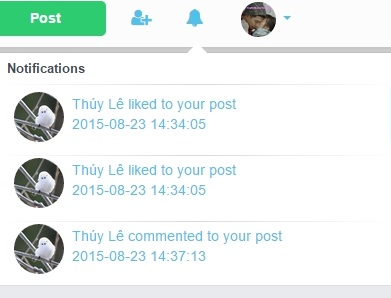 Post
Notifications
Thúy Lê liked to your post
2015-08-23 14:34:05
Thúy Lê liked to your post
2015-08-23 14:34:05
Thúy Lê commented to your post
2015-08-23 14:37:13